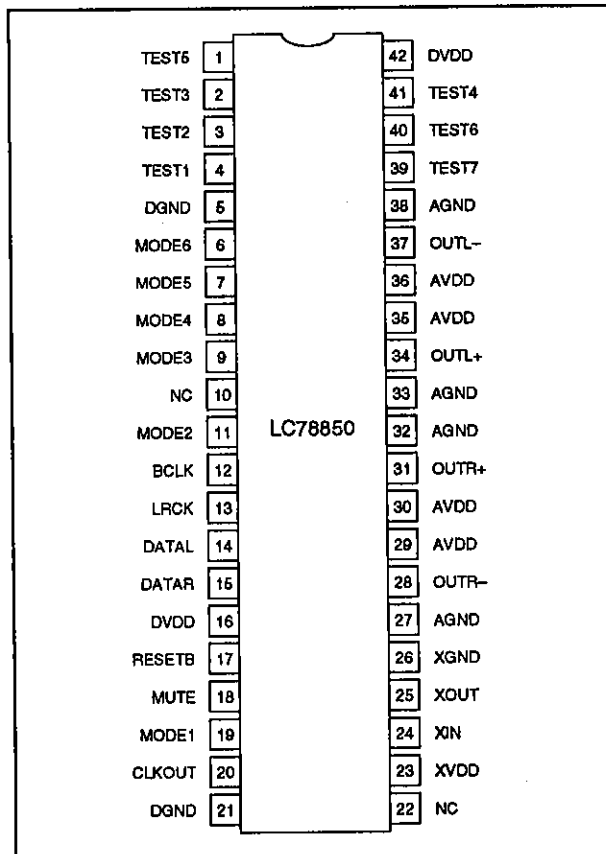 TEST5 1 42 DVDD
TEST3 2 41 TEST4
TEST2 3 40 TEST6
TEST1 4 39 TEST7
DGND 5 38 AGND
MODE6 6 37 OUTL−
MODE5 7 36 AVDD
MODE4 8 35 AVDD
MODE3 9 34 OUTL+
NC 10 33 AGND
MODE2 11 LC78850 32 AGND
BCLK 12 31 OUTR+
LRCK 13 30 AVDD
DATAL 14 29 AVDD
DATAR 15 28 OUTR−
DVDD 16 27 AGND
RESETB 17 26 XGND
MUTE 18 25 XOUT
MODE1 19 24 XIN
CLKOUT 20 23 XVDD
DGND 21 22 NC